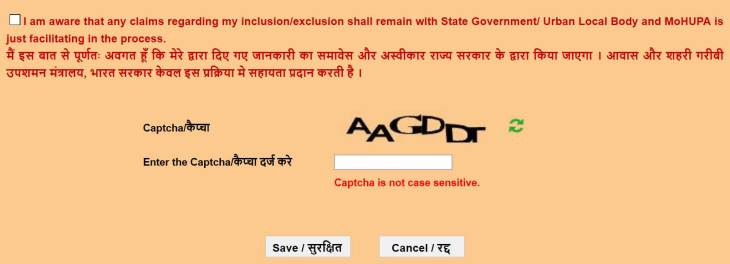 I am aware that any claims regarding my inclusion/exclusion shall remain with State Government/ Urban Local Body and MoHUPA is
just facilitating in the process.
मैं इस बात से पूर्णतः अवगत हूँ कि मेरे द्वारा दिए गए जानकारी का समावेस और अस्वीकार राज्य सरकार के द्वारा किया जाएगा । आवास और शहरी गरीवी
उपशमन मंत्रालय, भारत सरकार केवल इस प्रक्रिया मे सहायता प्रदान करती है ।
Captcha/कैप्चा AAGDDT
Enter the Captcha/कैप्चा दर्ज करे
Captcha is not case sensitive.
Save / सुरक्षित Cancel / रद्द